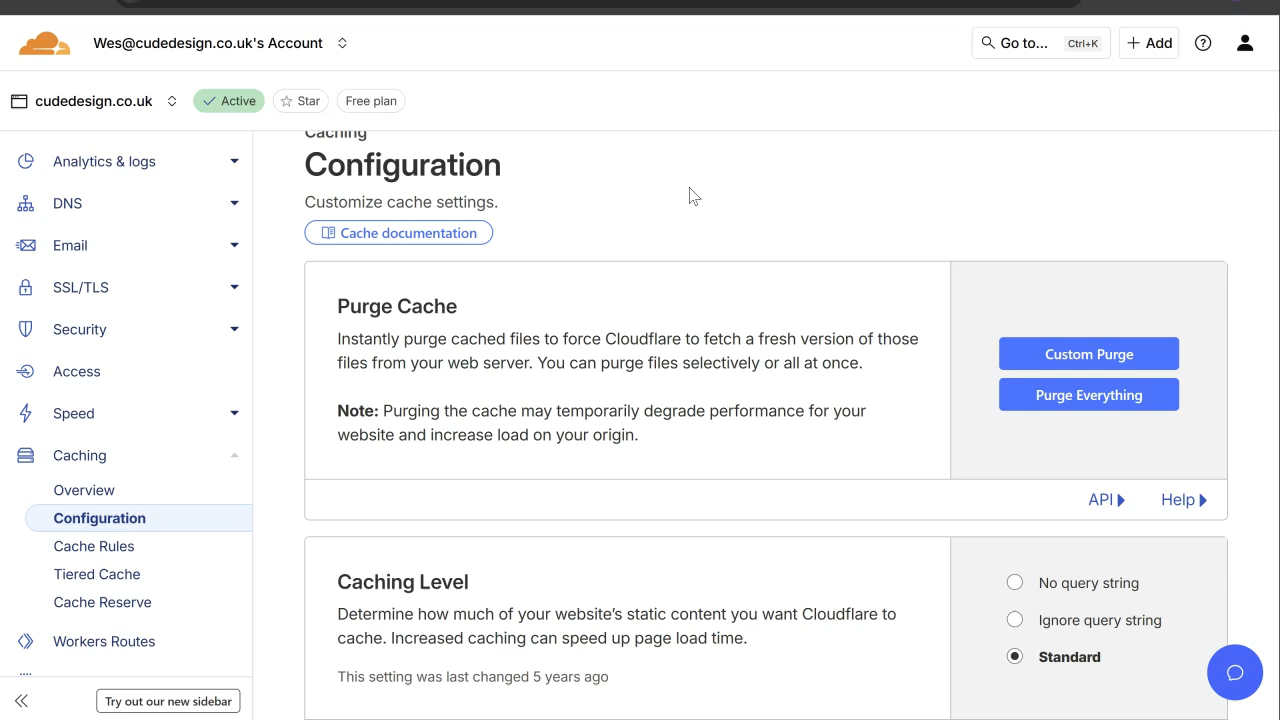 Wes@cudedesign.co.uk's Account
Go to... Ctrl+K
Add
cudedesign.co.uk
Active
Star
Free plan
Analytics & logs
DNS
Email
SSL/TLS
Security
Access
Speed
Caching
Overview
Configuration
Cache Rules
Tiered Cache
Cache Reserve
Workers Routes
Try out our new sidebar
Caching
Configuration
Customize cache settings.
Cache documentation
Purge Cache
Instantly purge cached files to force Cloudflare to fetch a fresh version of those
files from your web server. You can purge files selectively or all at once.
Note: Purging the cache may temporarily degrade performance for your
website and increase load on your origin.
Custom Purge
Purge Everything
API
Help
Caching Level
Determine how much of your website’s static content you want Cloudflare to
cache. Increased caching can speed up page load time.
This setting was last changed 5 years ago
No query string
Ignore query string
Standard